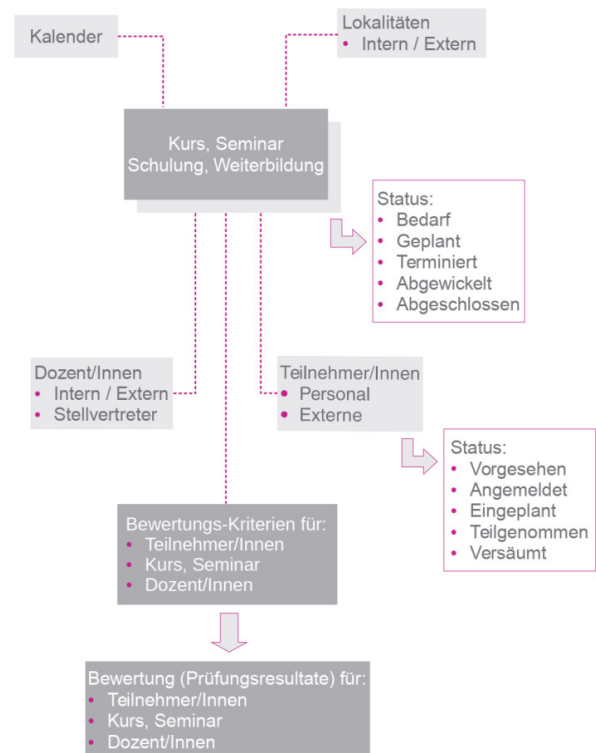 Kalender
Lokalitäten
• Intern / Extern
Kurs, Seminar
Schulung, Weiterbildung
Status:
• Bedarf
• Geplant
• Terminiert
• Abgewickelt
• Abgeschlossen
Dozent/Innen
• Intern / Extern
• Stellvertreter
Teilnehmer/Innen
• Personal
• Externe
Status:
• Vorgesehen
• Angemeldet
• Eingeplant
• Teilgenommen
• Versäumt
Bewertungs-Kriterien für:
• Teilnehmer/Innen
• Kurs, Seminar
• Dozent/Innen
Bewertung (Prüfungsresultate) für:
• Teilnehmer/Innen
• Kurs, Seminar
• Dozent/Innen